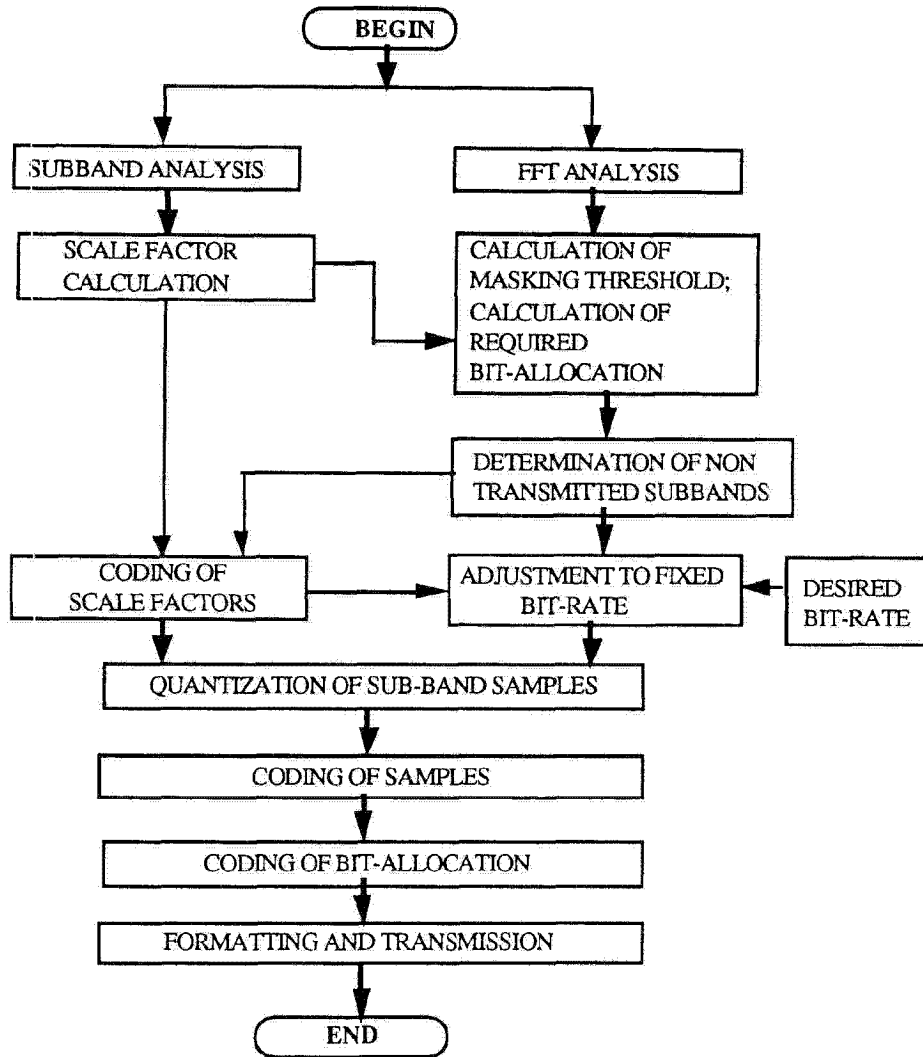 BEGIN
SUBBAND ANALYSIS
FFT ANALYSIS
SCALE FACTOR
CALCULATION
CALCULATION OF
MASKING THRESHOLD;
CALCULATION OF
REQUIRED
BIT-ALLOCATION
DETERMINATION OF NON
TRANSMITTED SUBBANDS
CODING OF
SCALE FACTORS
ADJUSTMENT TO FIXED
BIT-RATE
DESIRED
BIT-RATE
QUANTIZATION OF SUB-BAND SAMPLES
CODING OF SAMPLES
CODING OF BIT-ALLOCATION
FORMATTING AND TRANSMISSION
END